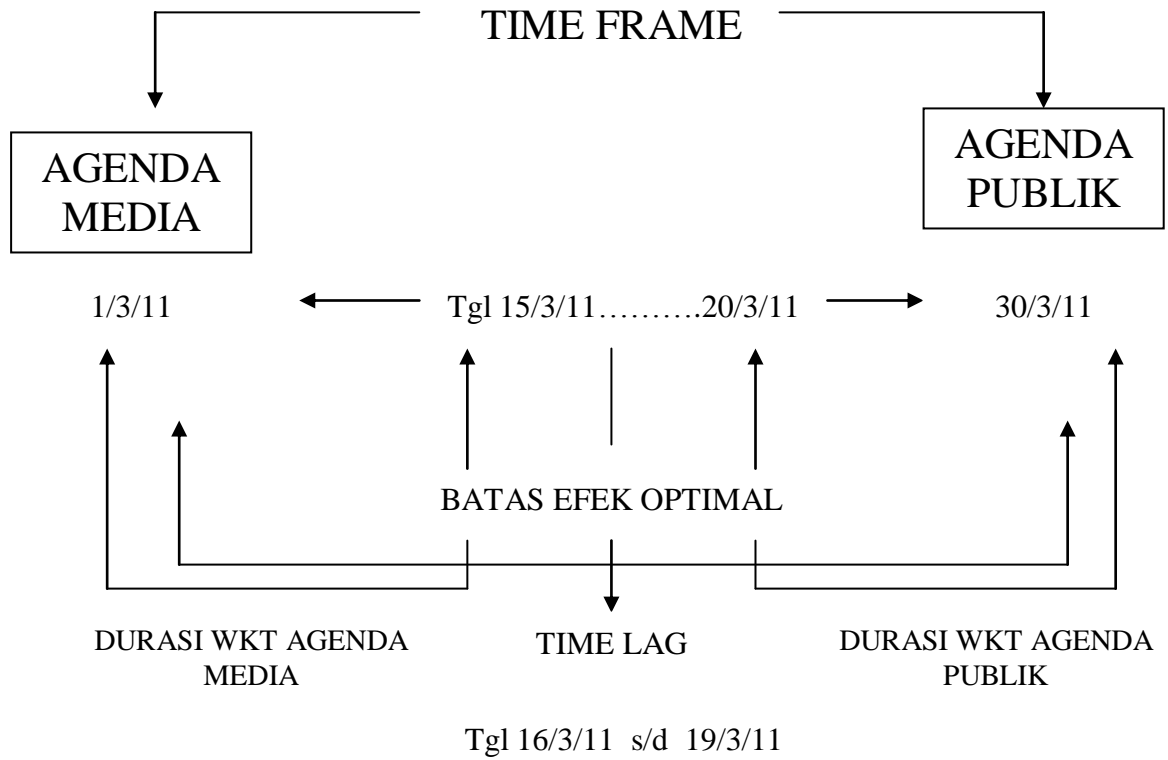 TIME FRAME
AGENDA
MEDIA
AGENDA
PUBLIK
1/3/11
Tgl 15/3/11……….20/3/11
30/3/11
BATAS EFEK OPTIMAL
DURASI WKT AGENDA
MEDIA
TIME LAG
DURASI WKT AGENDA
PUBLIK
Tgl 16/3/11 s/d 19/3/11